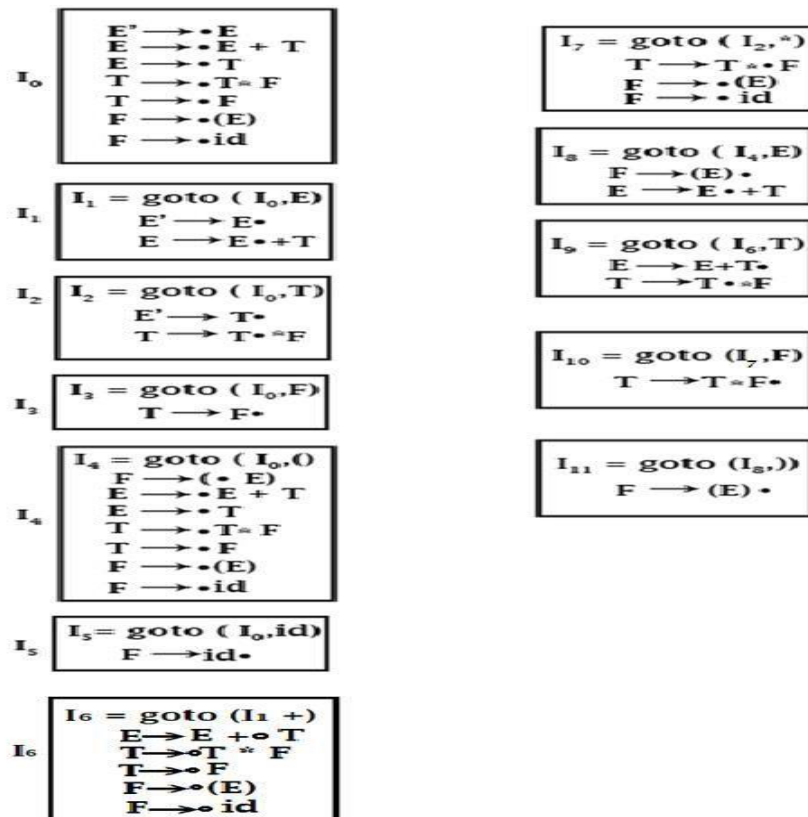 I₀
E' → •E
E → •E + T
E → •T
T → •T* F
T → •F
F → •(E)
F → •id
I₁
I₁ = goto ( I₀,E)
E' → E•
E → E•+T
I₂
I₂ = goto ( I₀,T)
E' → T•
T → T• *F
I₃
I₃ = goto ( I₀,F)
T → F•
I₄
I₄ = goto ( I₀,()
F → (• E)
E → •E + T
E → •T
T → •T* F
T → •F
F → •(E)
F → •id
I₅
I₅= goto ( I₀,id)
F → id•
I₆
I₆ = goto (I₁ +)
E→E +• T
T→•T * F
T→•F
F→•(E)
F→• id
I₇ = goto ( I₂,*)
T → T *• F
F → •(E)
F → • id
I₈ = goto ( I₄,E)
F → (E) •
E → E • +T
I₉ = goto ( I₆,T)
E → E+T•
T → T • *F
I₁₀ = goto (I₇,F)
T → T*F•
I₁₁ = goto (I₈,))
F → (E) •